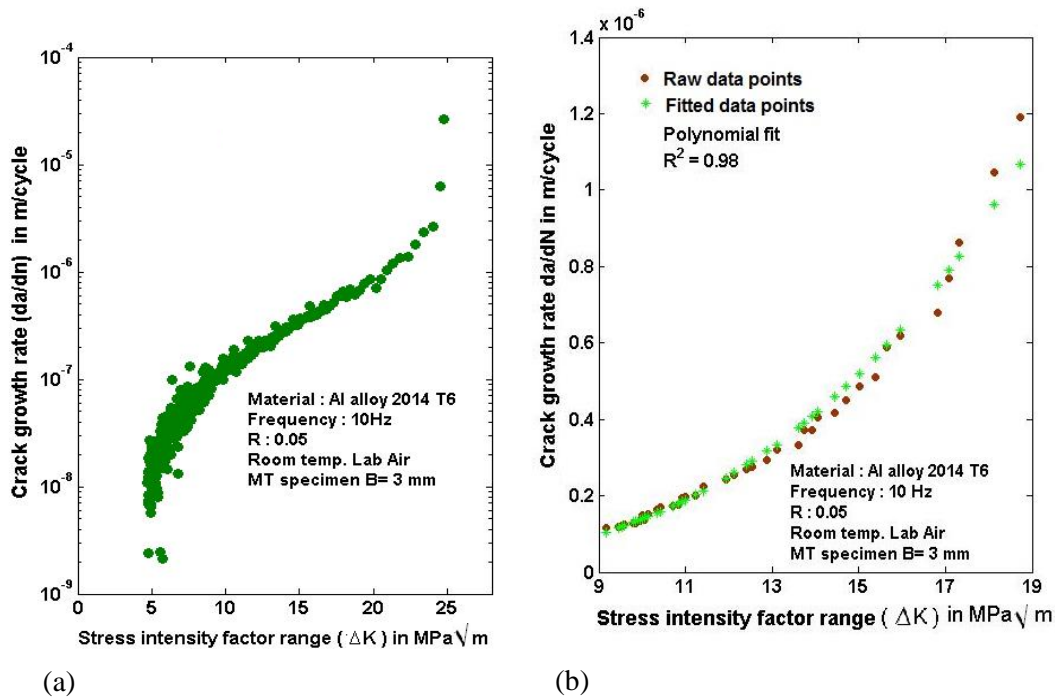 10⁻⁴
10⁻⁵
10⁻⁶
10⁻⁷
10⁻⁸
10⁻⁹
Crack growth rate (da/dn) in m/cycle
Material : Al alloy 2014 T6
Frequency : 10Hz
R : 0.05
Room temp. Lab Air
MT specimen B= 3 mm
0 5 10 15 20 25
Stress intensity factor range (ΔK) in MPa√m
(a)
x 10⁻⁶
1.4
1.2
1
0.8
0.6
0.4
0.2
0
Crack growth rate da/dN in m/cycle
Raw data points
Fitted data points
Polynomial fit
R² = 0.98
Material : Al alloy 2014 T6
Frequency : 10 Hz
R : 0.05
Room temp. Lab Air
MT specimen B= 3 mm
9 11 13 15 17 19
Stress intensity factor range (ΔK) in MPa√m
(b)